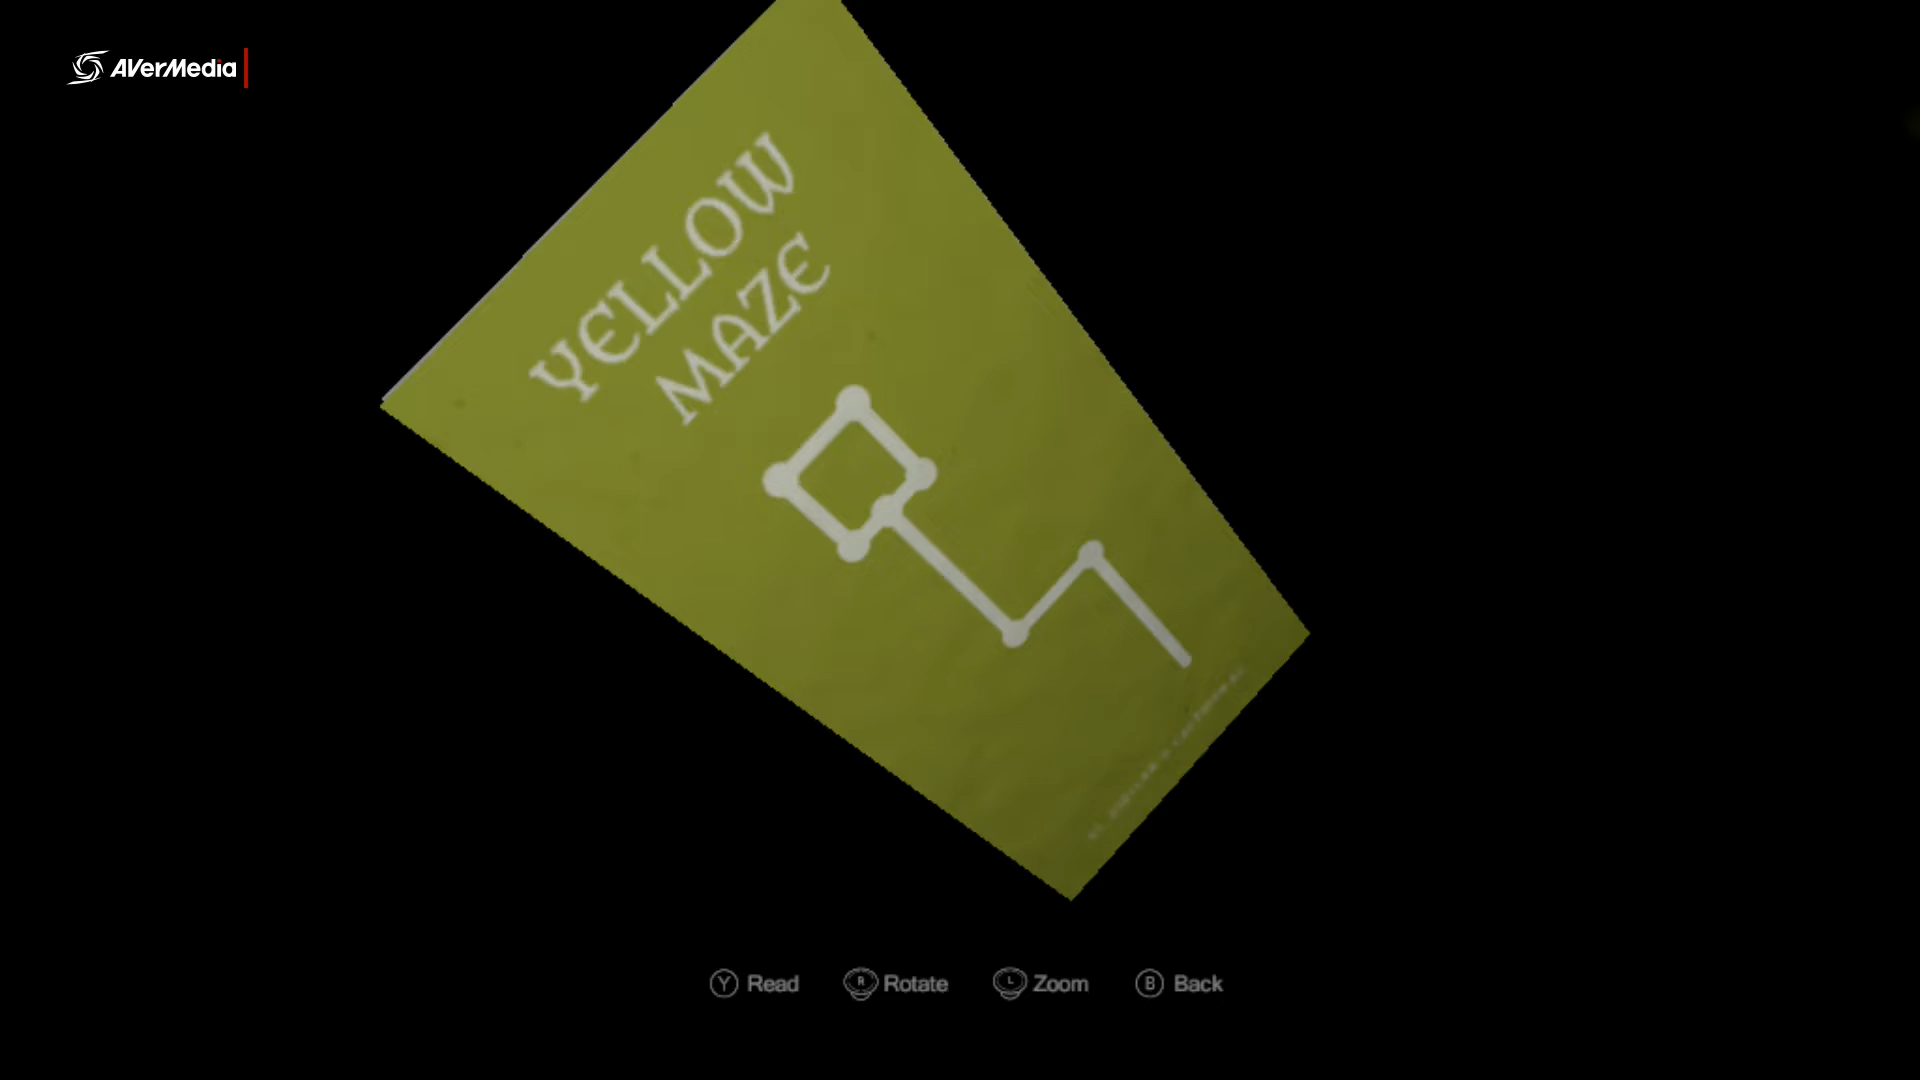 AVerMedia
YELLOW
MAZE
Y Read
R Rotate
L Zoom
B Back